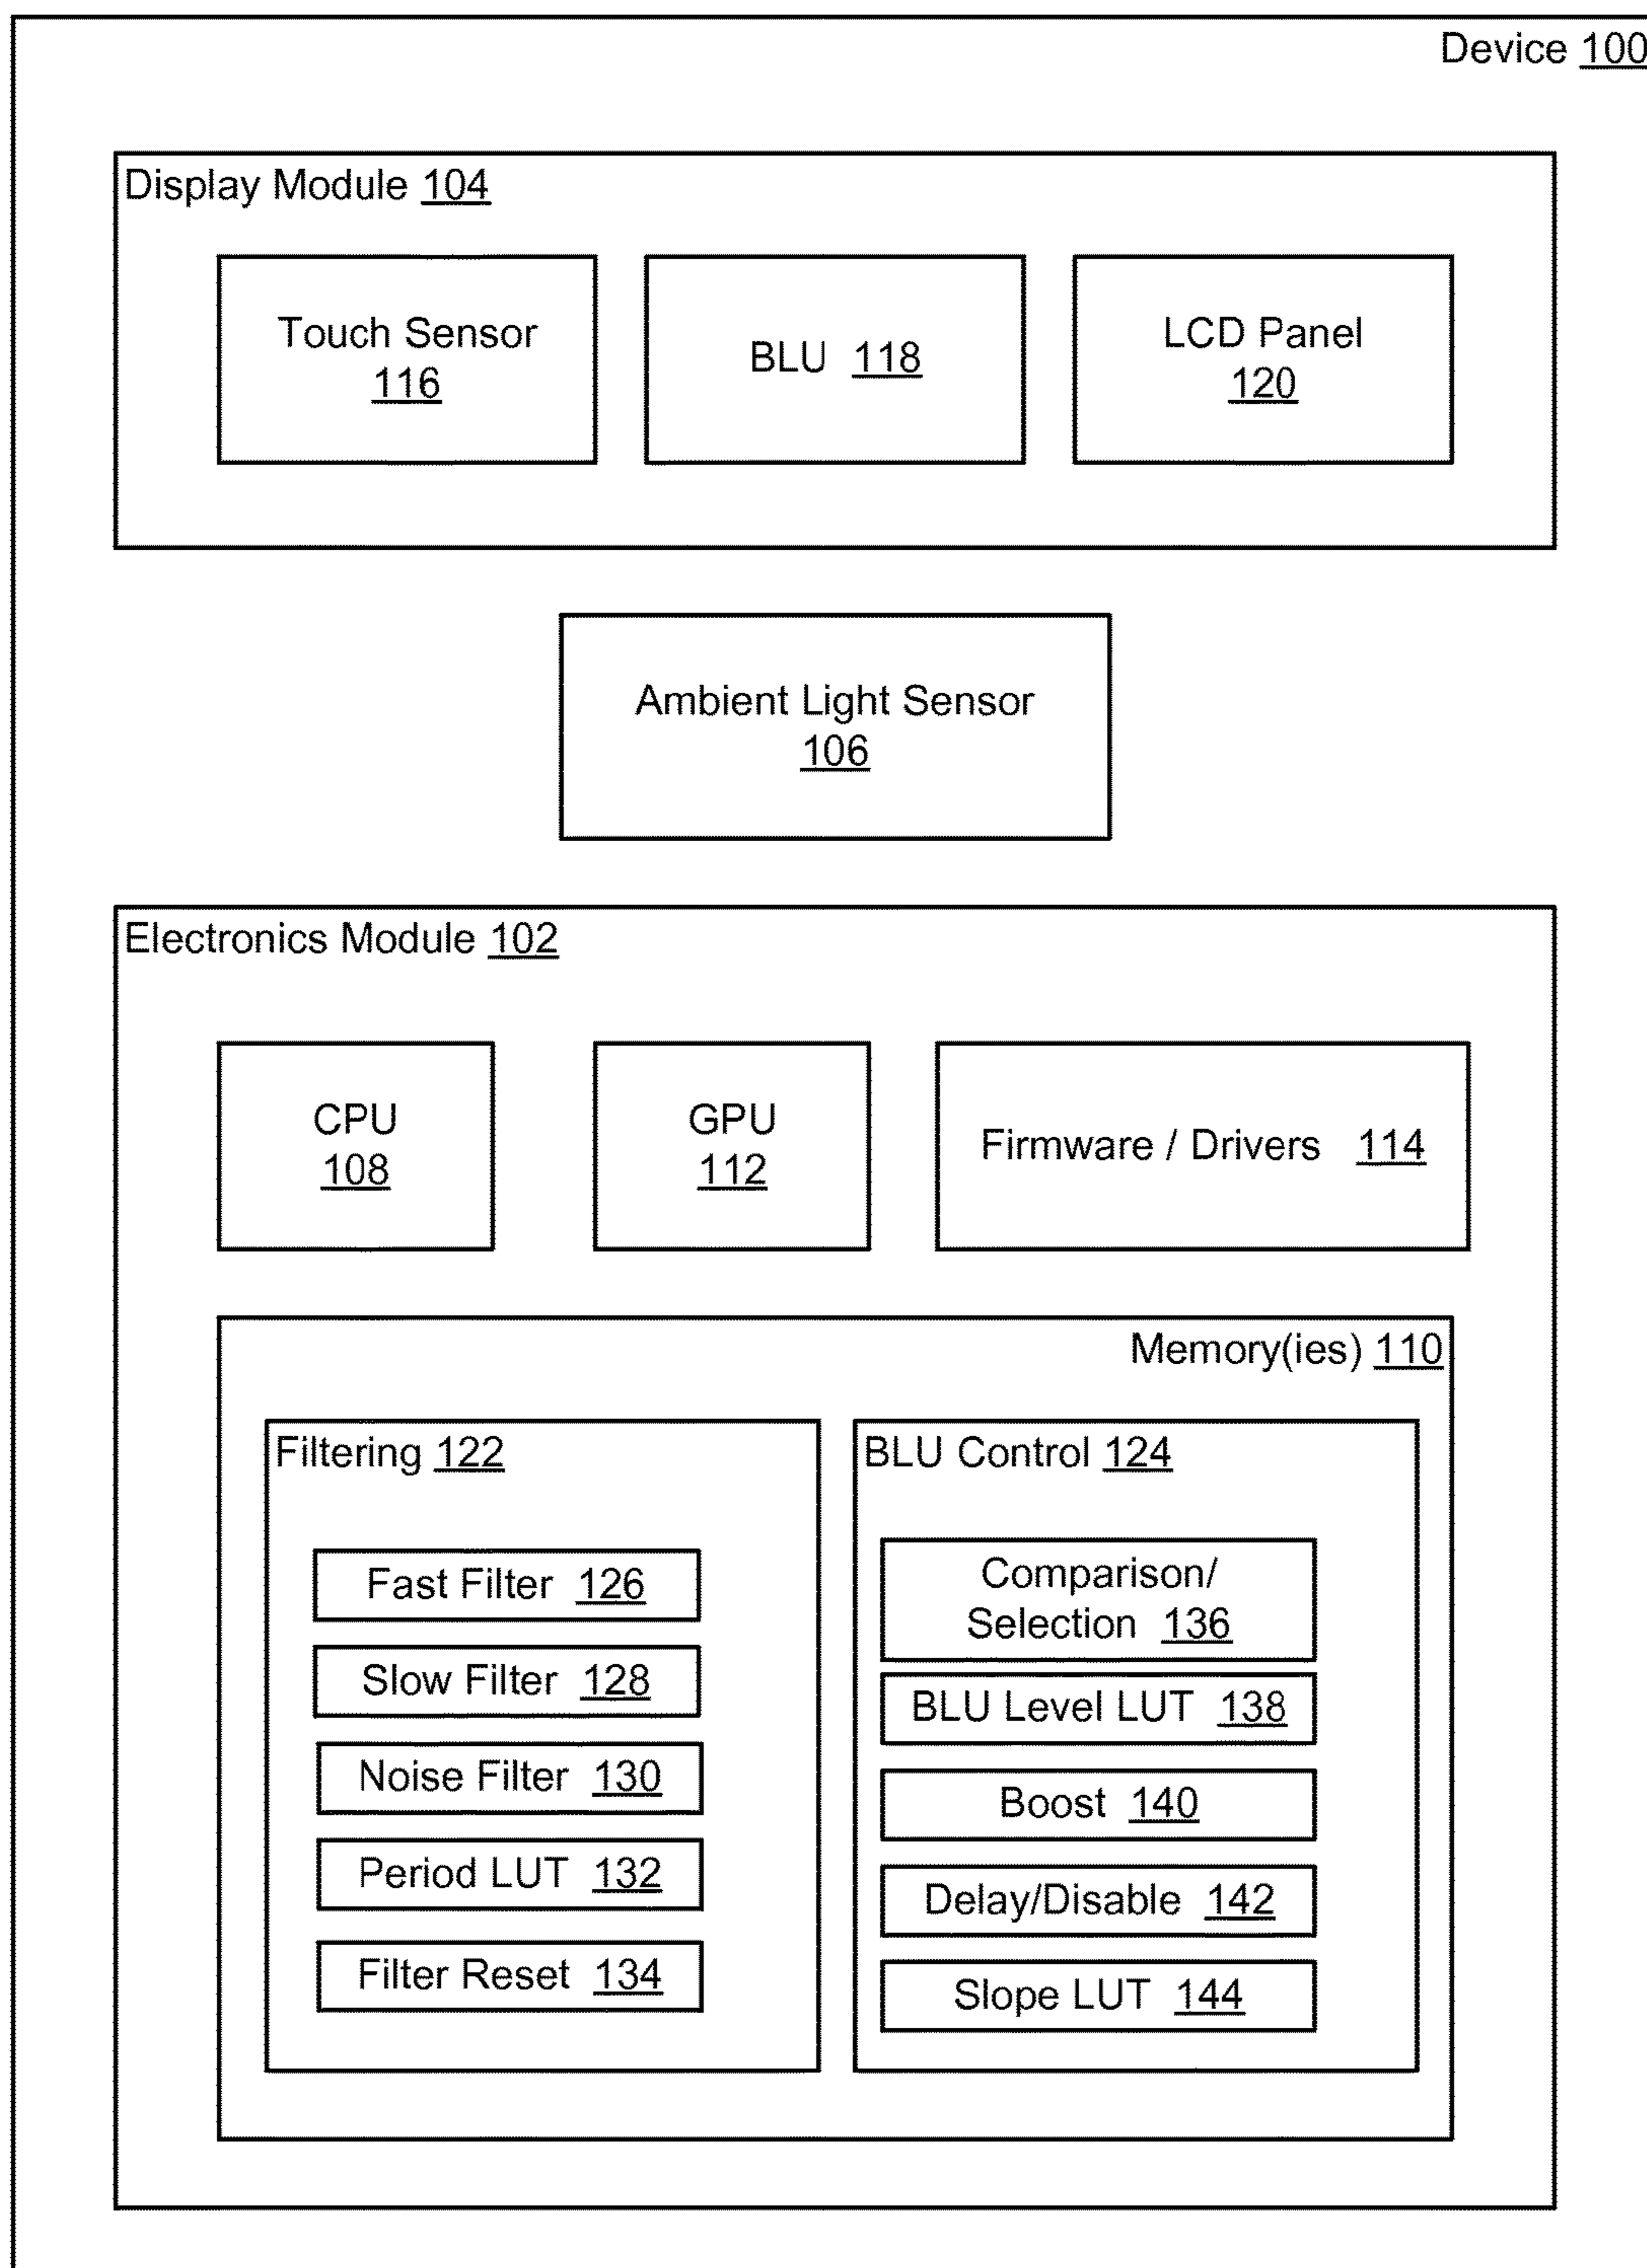 Device 100
Display Module 104
Touch Sensor
116
BLU 118
LCD Panel
120
Ambient Light Sensor
106
Electronics Module 102
CPU
108
GPU
112
Firmware / Drivers 114
Memory(ies) 110
Filtering 122
Fast Filter 126
Slow Filter 128
Noise Filter 130
Period LUT 132
Filter Reset 134
BLU Control 124
Comparison/
Selection 136
BLU Level LUT 138
Boost 140
Delay/Disable 142
Slope LUT 144